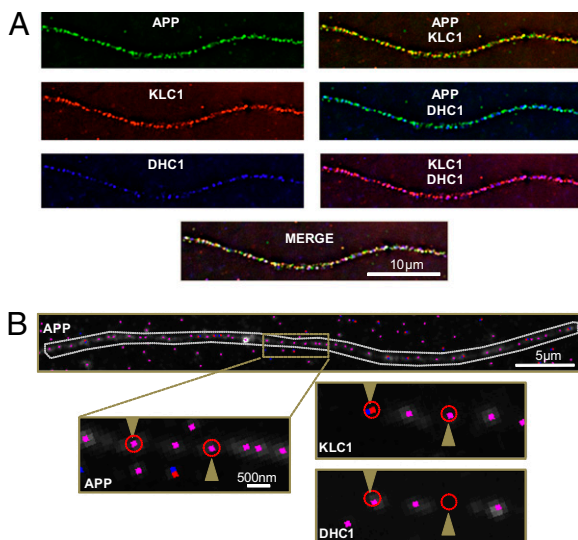 A
APP
APP
KLC1
KLC1
APP
DHC1
DHC1
KLC1
DHC1
MERGE
10µm
B
APP
5µm
KLC1
APP
500nm
DHC1